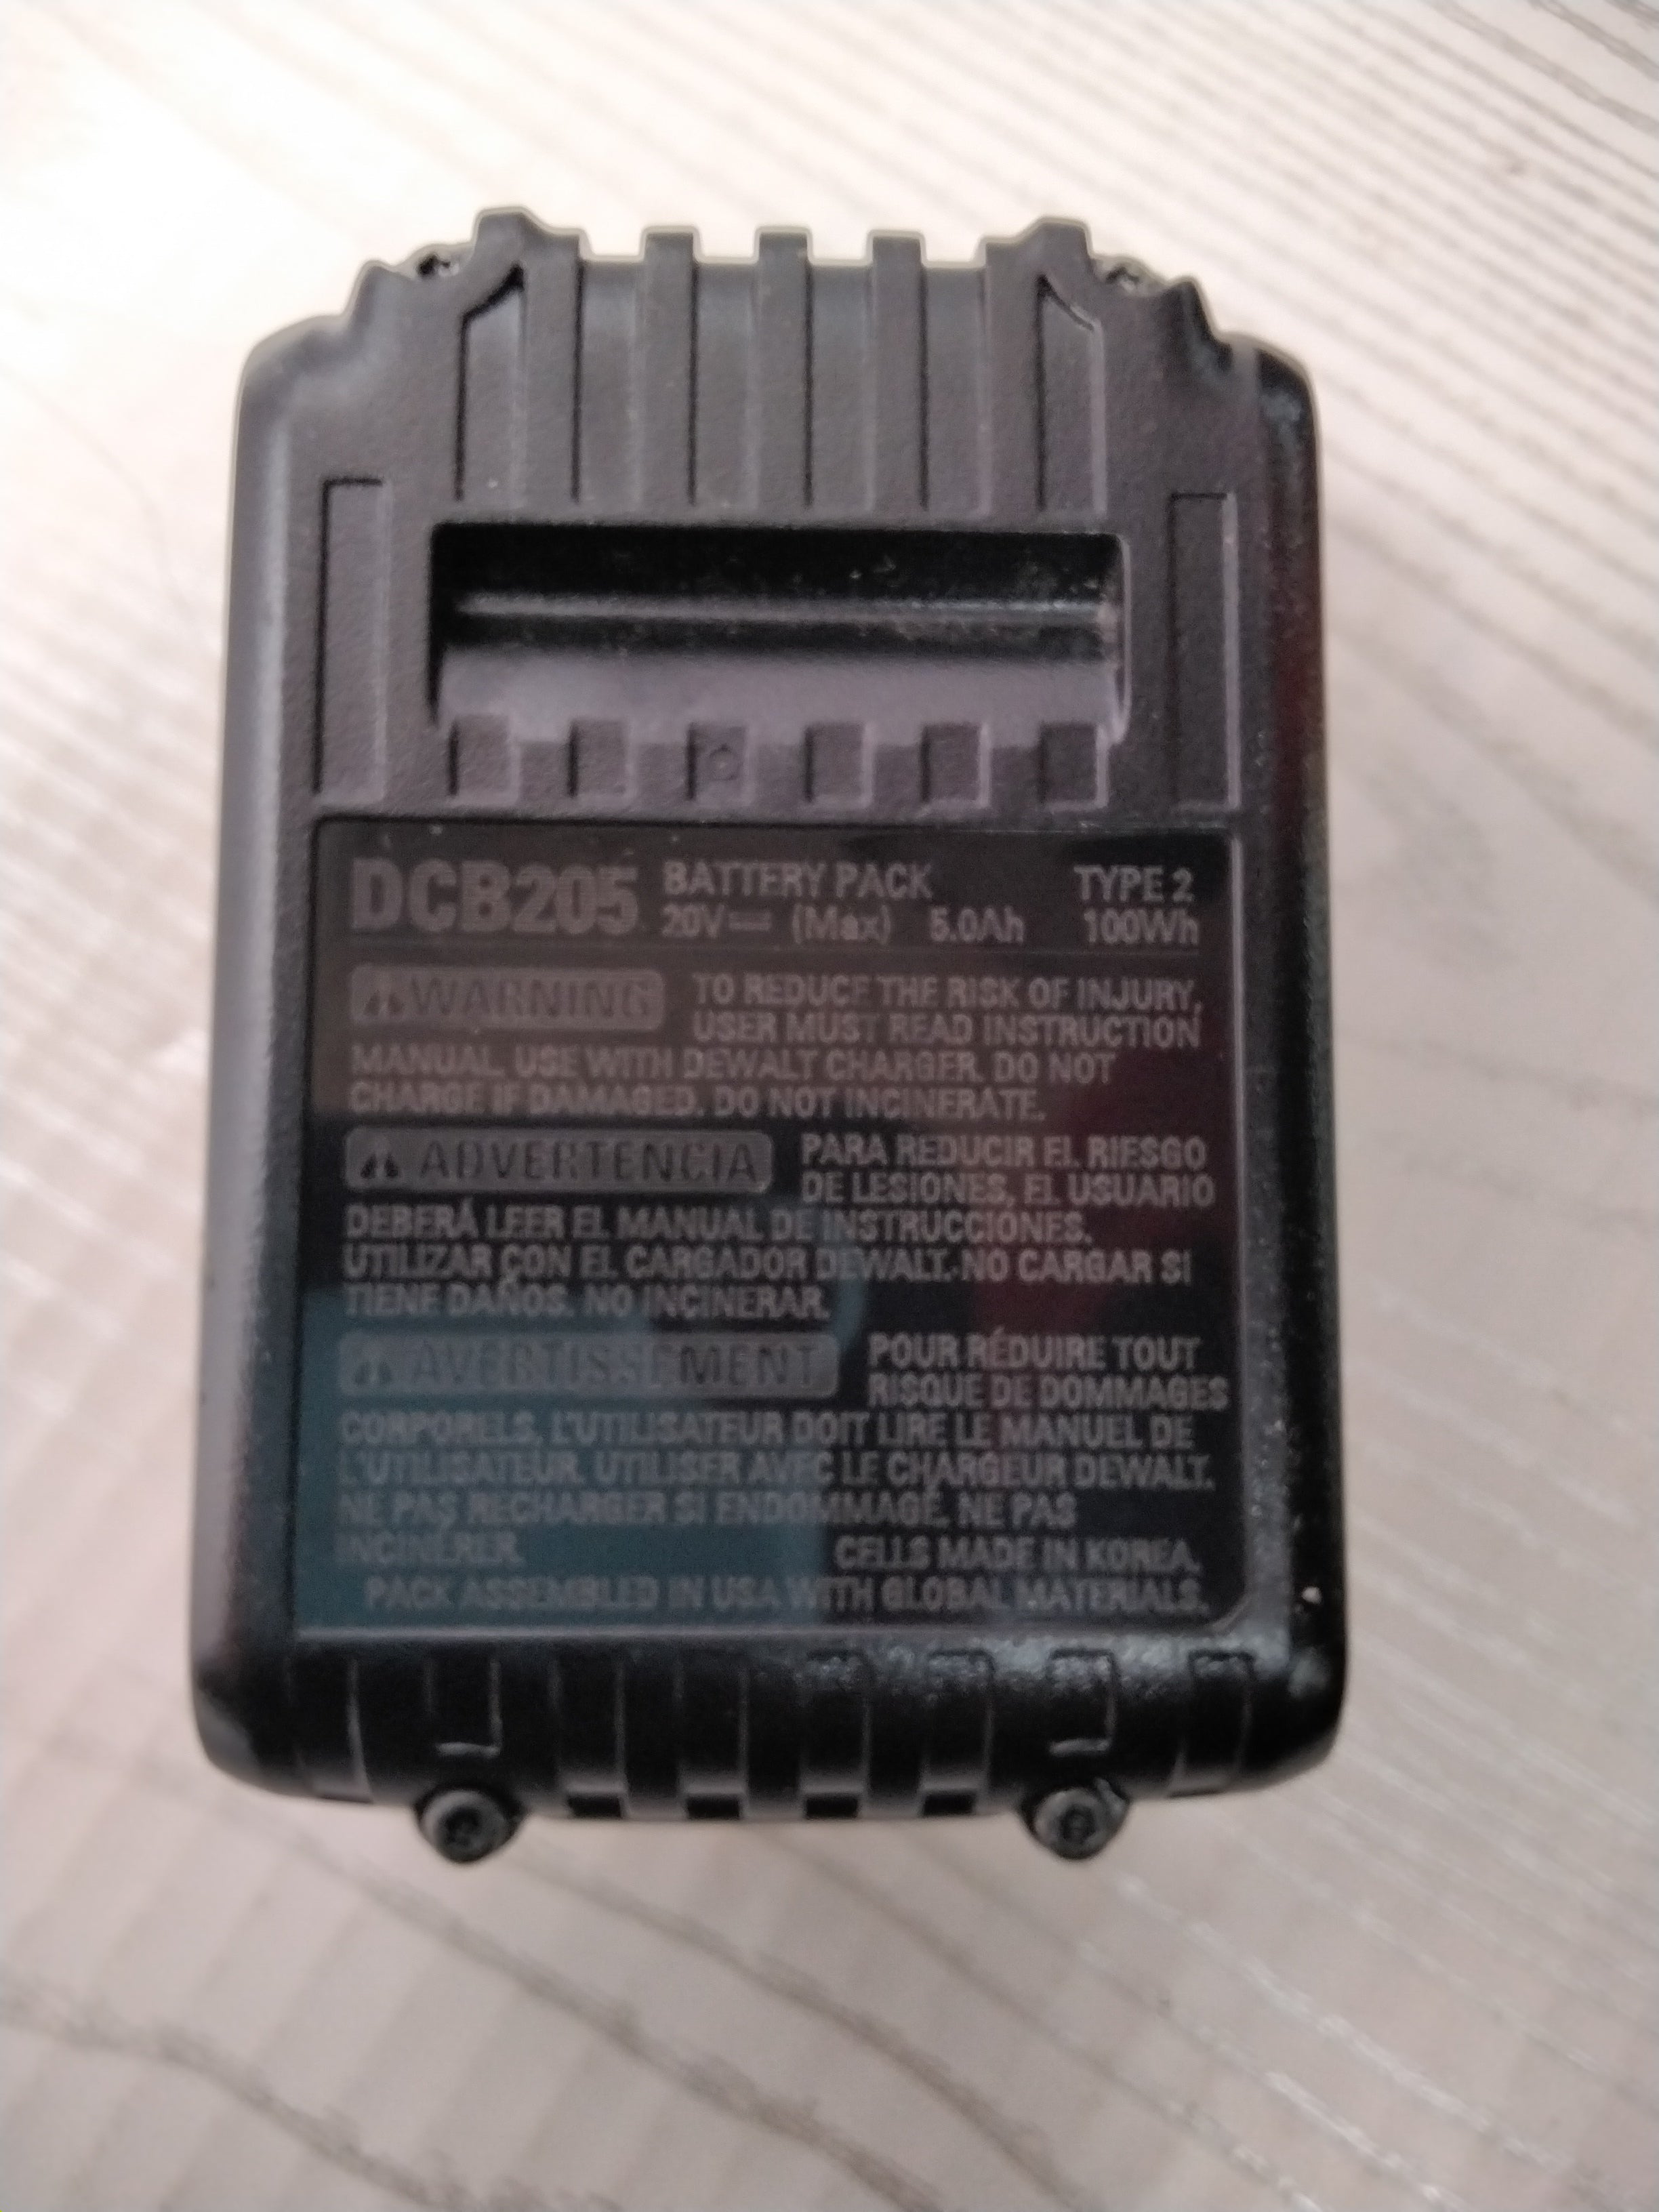 DCB205 BATTERY PACK TYPE 2
20V⎓ (Max) 5.0Ah 100Wh
WARNING TO REDUCE THE RISK OF INJURY,
USER MUST READ INSTRUCTION
MANUAL. USE WITH DEWALT CHARGER. DO NOT
CHARGE IF DAMAGED. DO NOT INCINERATE.
ADVERTENCIA PARA REDUCIR EL RIESGO
DE LESIONES, EL USUARIO
DEBERÁ LEER EL MANUAL DE INSTRUCCIONES.
UTILIZAR CON EL CARGADOR DEWALT. NO CARGAR SI
TIENE DAÑOS. NO INCINERAR.
AVERTISSEMENT POUR RÉDUIRE TOUT
RISQUE DE DOMMAGES
CORPORELS, L'UTILISATEUR DOIT LIRE LE MANUEL DE
L'UTILISATEUR. UTILISER AVEC LE CHARGEUR DEWALT.
NE PAS RECHARGER SI ENDOMMAGÉ. NE PAS
INCINÉRER. CELLS MADE IN KOREA.
PACK ASSEMBLED IN USA WITH GLOBAL MATERIALS.